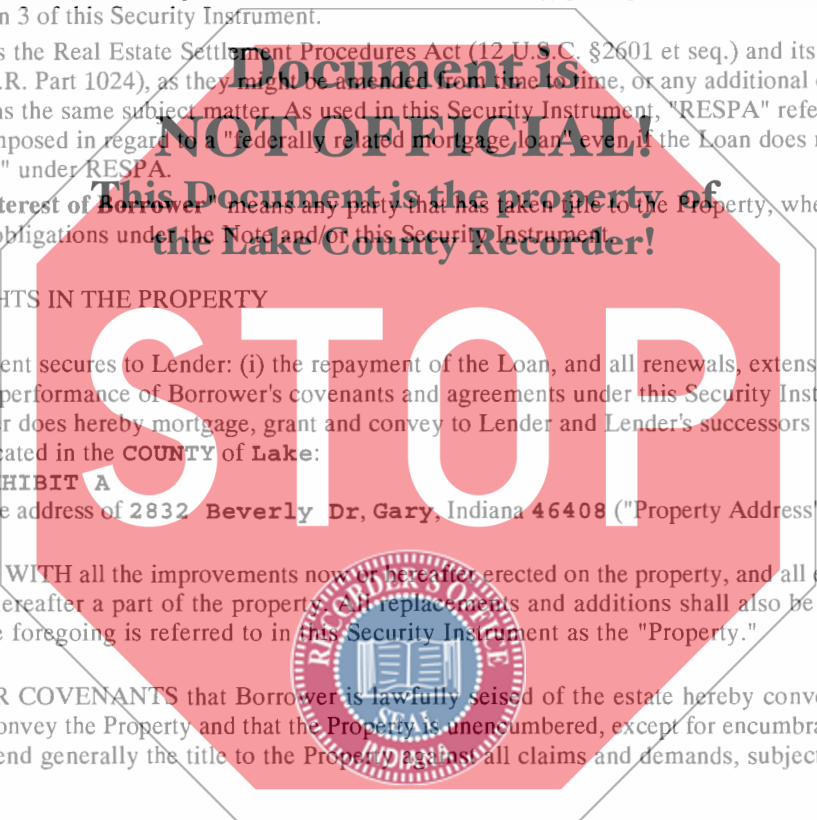 n 3 of this Security Instrument.
s the Real Estate Settlement Procedures Act (12 U.S.C. §2601 et seq.) and its
.R. Part 1024), as they might be amended from time to time, or any additional
ns the same subject matter. As used in this Security Instrument, "RESPA" refe
mposed in regard to a "federally related mortgage loan" even if the Loan does
" under RESPA.
terest of Borrower" means any party that has taken title to the Property, whe
obligations under the Note and/or this Security Instrument.
Document is
NOT OFFICIAL!
This Document is the property of
the Lake County Recorder!
HTS IN THE PROPERTY
STOP
ent secures to Lender: (i) the repayment of the Loan, and all renewals, extens
performance of Borrower's covenants and agreements under this Security Inst
r does hereby mortgage, grant and convey to Lender and Lender's successors
cated in the COUNTY of Lake:
HIBIT A
e address of 2832 Beverly Dr, Gary, Indiana 46408 ("Property Address"
WITH all the improvements now or hereafter erected on the property, and all e
hereafter a part of the property. All replacements and additions shall also be
e foregoing is referred to in this Security Instrument as the "Property."
RECORDER'S OFFICE
SEAL
INDIANA
R COVENANTS that Borrower is lawfully seised of the estate hereby conve
onvey the Property and that the Property is unencumbered, except for encumbra
end generally the title to the Property against all claims and demands, subject